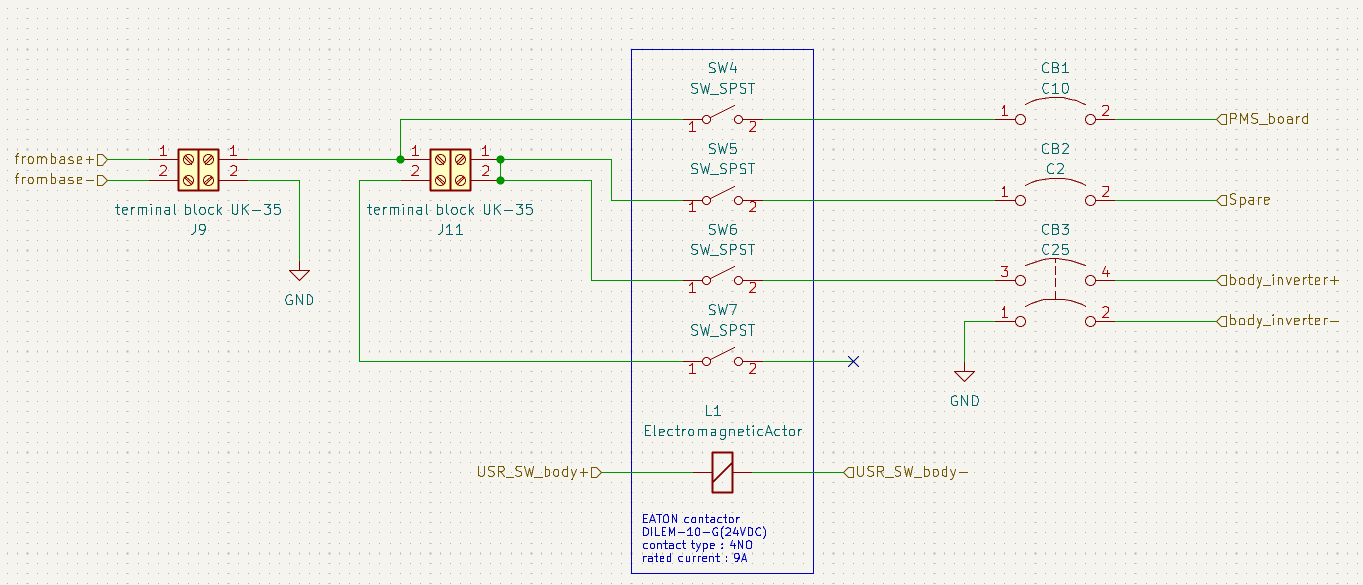 SW4
SW_SPST
1
2
CB1
C10
1
2
PMS_board
frombase+
1
1
frombase-
2
2
terminal block UK-35
J9
GND
1
1
2
2
terminal block UK-35
J11
SW5
SW_SPST
1
2
CB2
C2
1
2
Spare
SW6
SW_SPST
1
2
CB3
C25
3
4
body_inverter+
1
2
body_inverter-
GND
SW7
SW_SPST
1
2
L1
ElectromagneticActor
USR_SW_body+
USR_SW_body-
EATON contactor
DILEM-10-G(24VDC)
contact type : 4NO
rated current : 9A